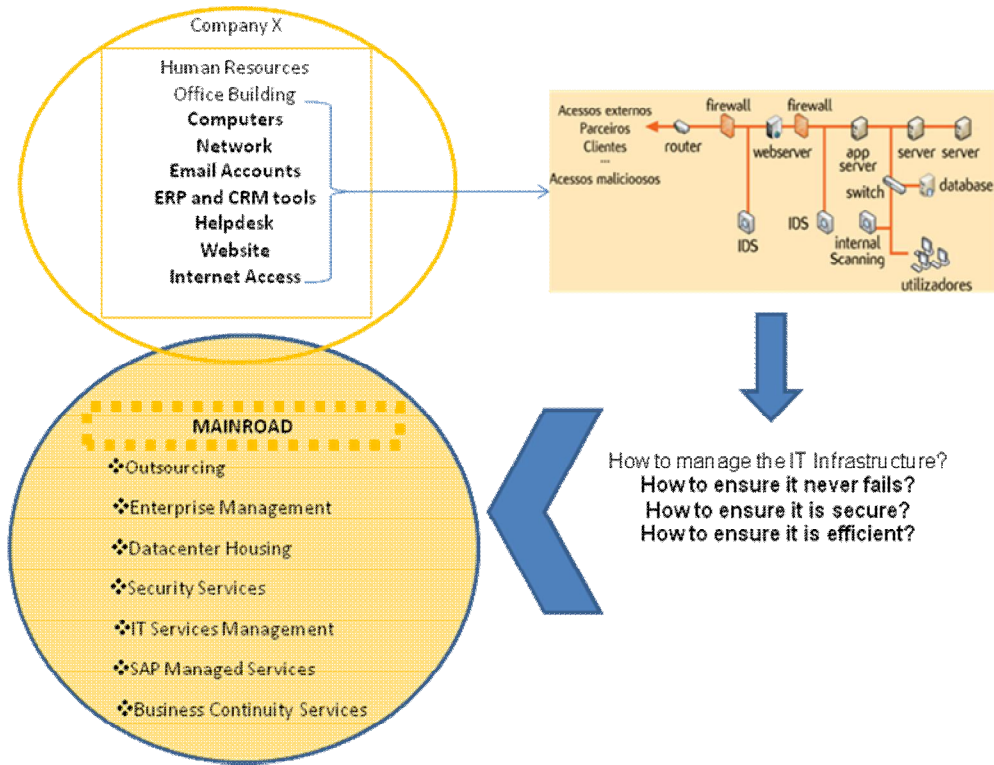 Company X
Human Resources
Office Building
Computers
Network
Email Accounts
ERP and CRM tools
Helpdesk
Website
Internet Access
Acessos externos
Parceiros
Clientes
...
Acessos maliciosos
router
firewall
webserver
firewall
app
server
server
server
switch
database
IDS
IDS
internal
Scanning
utilizadores
How to manage the IT Infrastructure?
How to ensure it never fails?
How to ensure it is secure?
How to ensure it is efficient?
MAINROAD
❖Outsourcing
❖Enterprise Management
❖Datacenter Housing
❖Security Services
❖IT Services Management
❖SAP Managed Services
❖Business Continuity Services